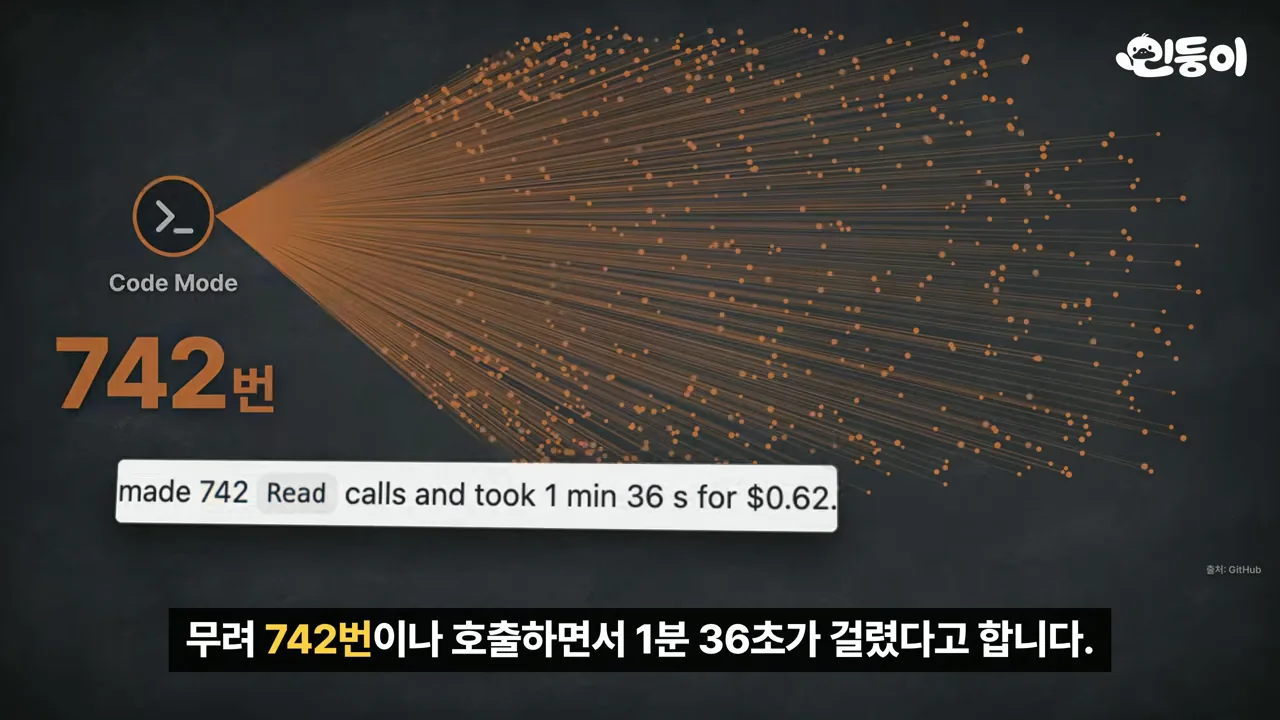 인둥이
Code Mode
742번
made 742 Read calls and took 1 min 36 s for $0.62.
출처: GitHub
무려 742번이나 호출하면서 1분 36초가 걸렸다고 합니다.